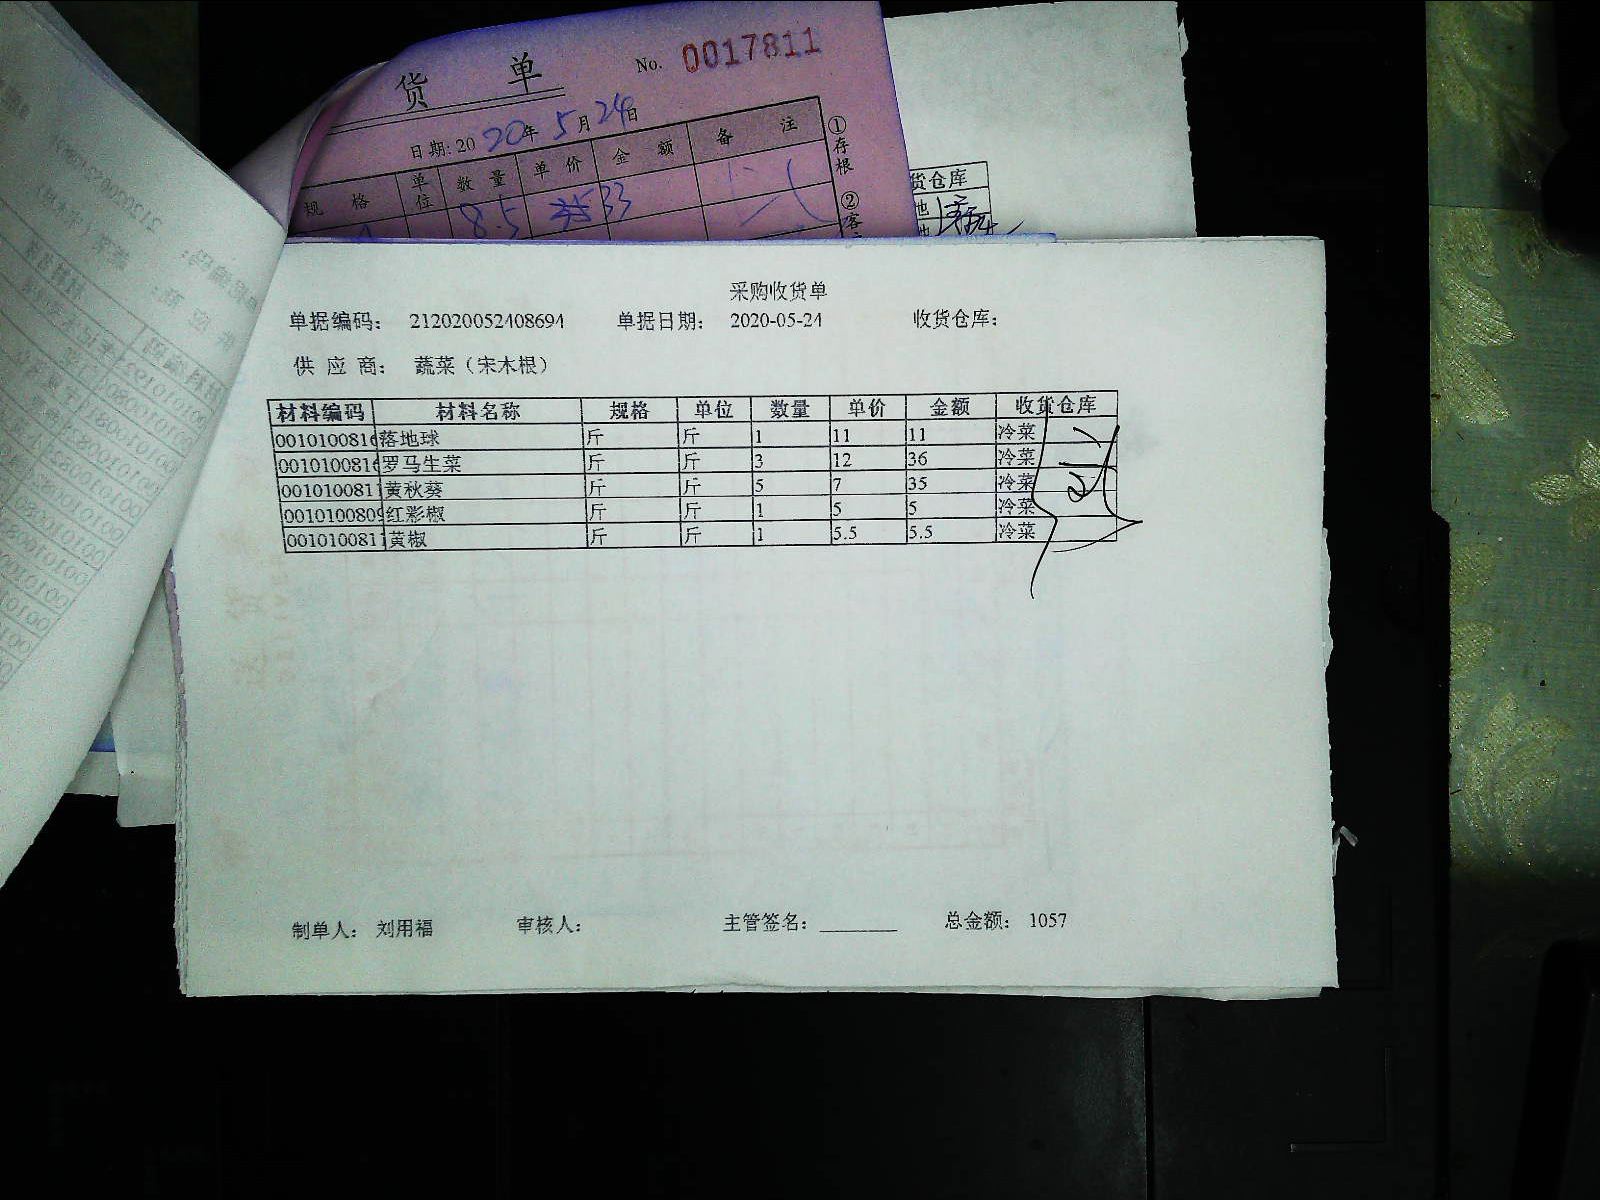 货 单
No. 0017811
日期: 2020年5月24日
规 格 单位 数 量 单 价 金 额 备 注
8.5 33
①存根
②客
货仓库
采购收货单
单据编码: 212020052408694 单据日期: 2020-05-24 收货仓库:
供 应 商: 蔬菜（宋木根）
材料编码 材料名称 规格 单位 数量 单价 金额 收货仓库
0010100816 落地球 斤 斤 1 11 11 冷菜
0010100816 罗马生菜 斤 斤 3 12 36 冷菜
001010081 黄秋葵 斤 斤 5 7 35 冷菜
0010100809 红彩椒 斤 斤 1 5 5 冷菜
001010081 黄椒 斤 斤 1 5.5 5.5 冷菜
制单人: 刘用福 审核人: 主管签名: 总金额: 1057